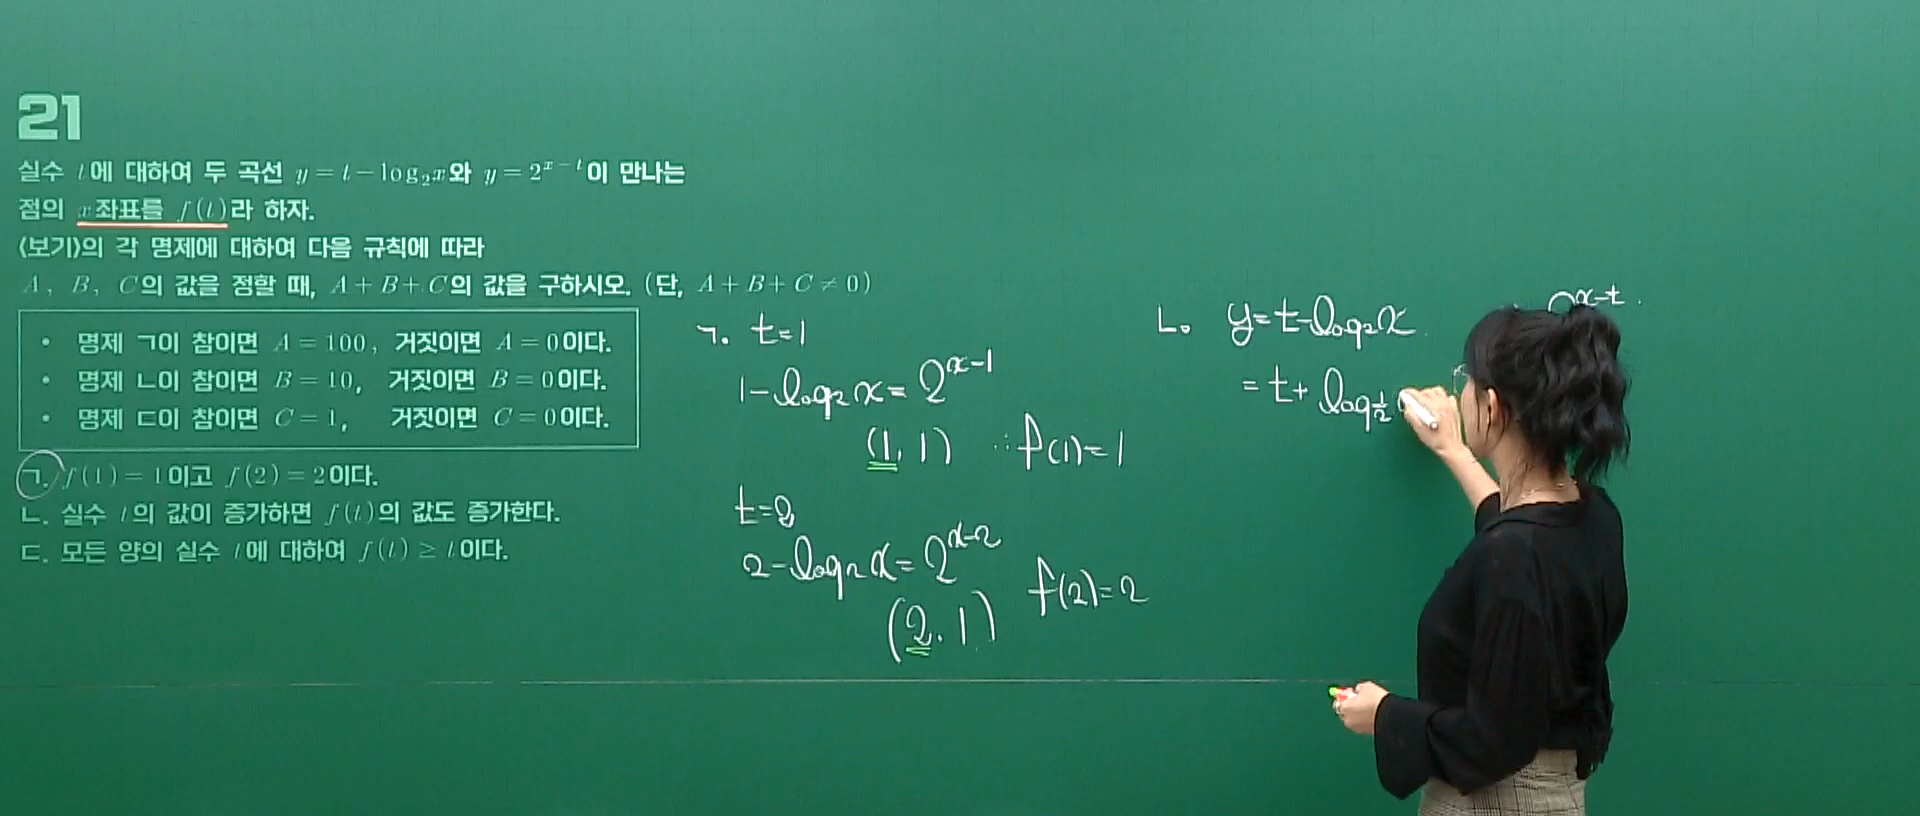 21
실수 t에 대하여 두 곡선 y = t - log₂x와 y = 2^{x-t}이 만나는
점의 x좌표를 f(t)라 하자.
<보기>의 각 명제에 대하여 다음 규칙에 따라
A, B, C의 값을 정할 때, A+B+C의 값을 구하시오. (단, A+B+C ≠ 0)
• 명제 ㄱ이 참이면 A = 100, 거짓이면 A = 0이다.
• 명제 ㄴ이 참이면 B = 10, 거짓이면 B = 0이다.
• 명제 ㄷ이 참이면 C = 1, 거짓이면 C = 0이다.
ㄱ. f(1) = 1이고 f(2) = 2이다.
ㄴ. 실수 t의 값이 증가하면 f(t)의 값도 증가한다.
ㄷ. 모든 양의 실수 t에 대하여 f(t) ≥ t이다.
ㄱ. t=1
1-log₂x = 2^{x-1}
(1, 1) ∴ f(1)=1
t=2
2-log₂x = 2^{x-2}
(2, 1) f(2)=2
ㄴ. y=t-log₂x 2^{x-t}
= t+ log_{1/2}